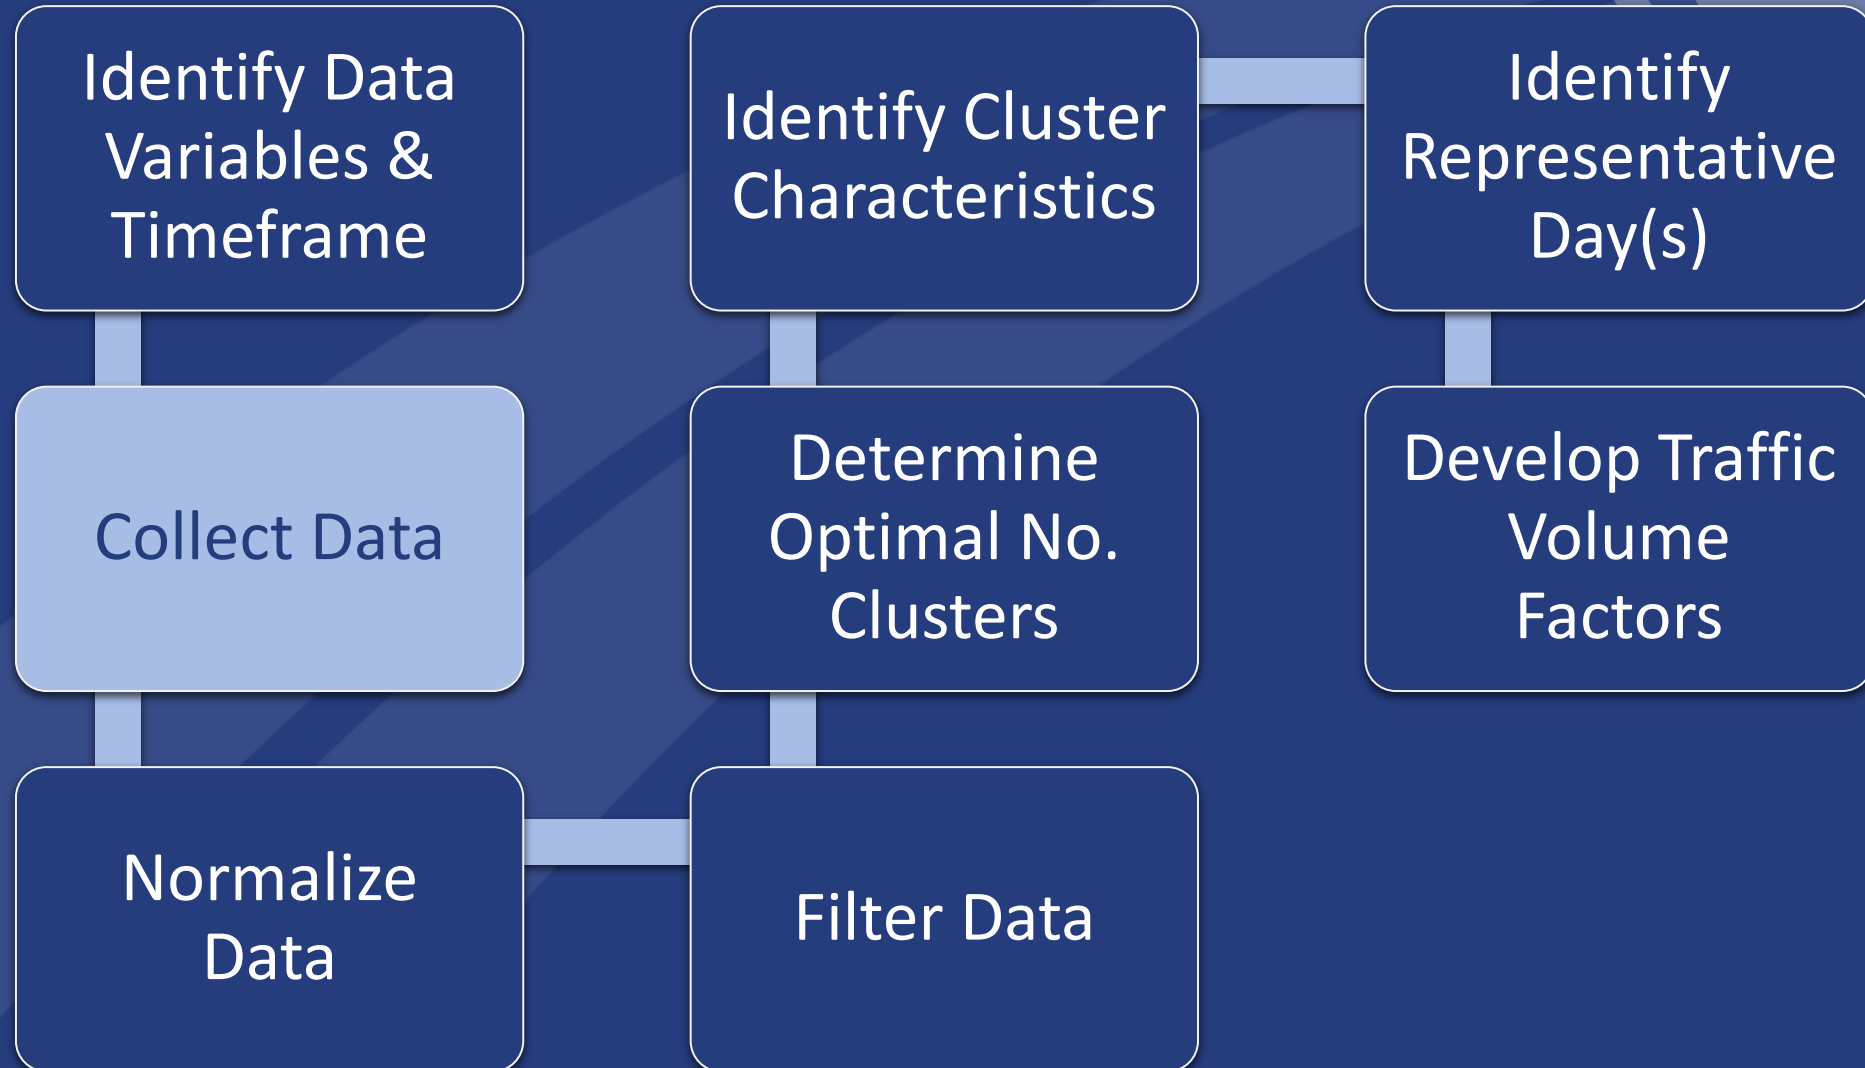 Identify Data
Variables &
Timeframe
Collect Data
Normalize
Data
Filter Data
Determine
Optimal No.
Clusters
Identify Cluster
Characteristics
Identify
Representative
Day(s)
Develop Traffic
Volume
Factors